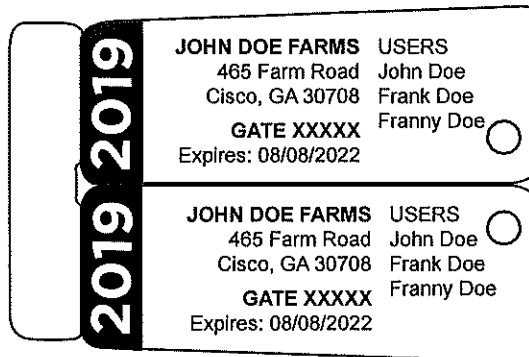 2019
JOHN DOE FARMS
465 Farm Road
Cisco, GA 30708
GATE XXXXX
Expires: 08/08/2022
USERS
John Doe
Frank Doe
Franny Doe
2019
JOHN DOE FARMS
465 Farm Road
Cisco, GA 30708
GATE XXXXX
Expires: 08/08/2022
USERS
John Doe
Frank Doe
Franny Doe